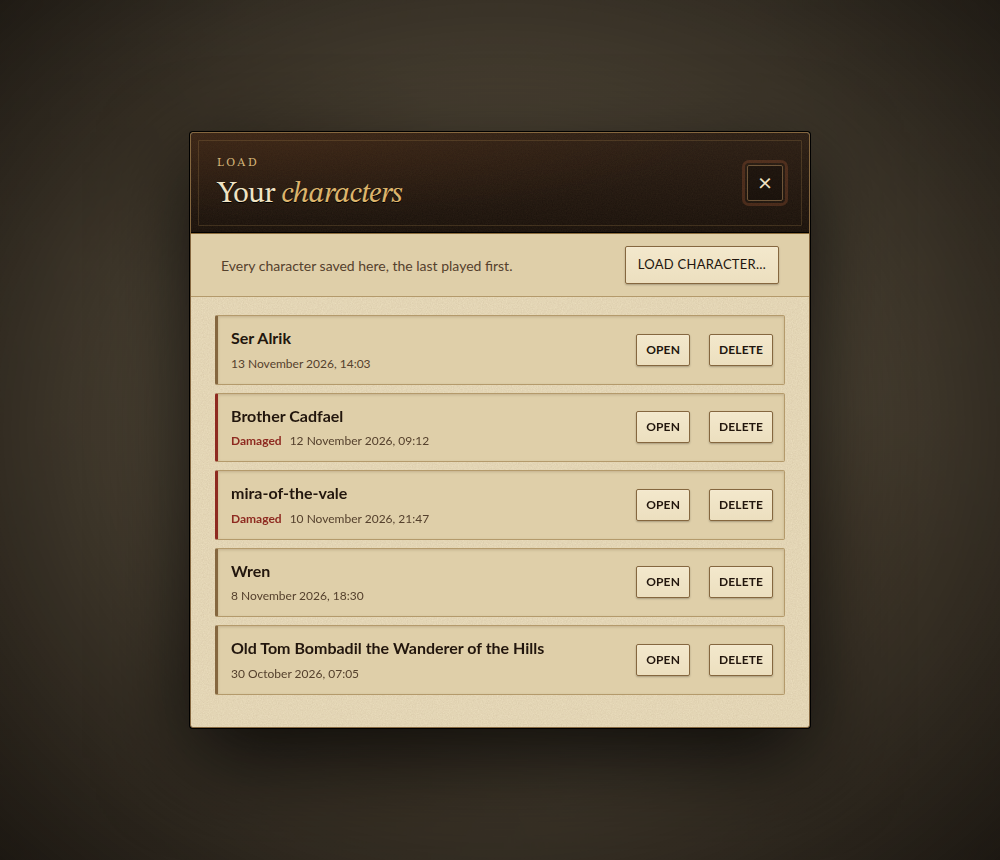 LOAD
Your characters
✕
Every character saved here, the last played first.
LOAD CHARACTER...
Ser Alrik
13 November 2026, 14:03
OPEN
DELETE
Brother Cadfael
Damaged 12 November 2026, 09:12
OPEN
DELETE
mira-of-the-vale
Damaged 10 November 2026, 21:47
OPEN
DELETE
Wren
8 November 2026, 18:30
OPEN
DELETE
Old Tom Bombadil the Wanderer of the Hills
30 October 2026, 07:05
OPEN
DELETE